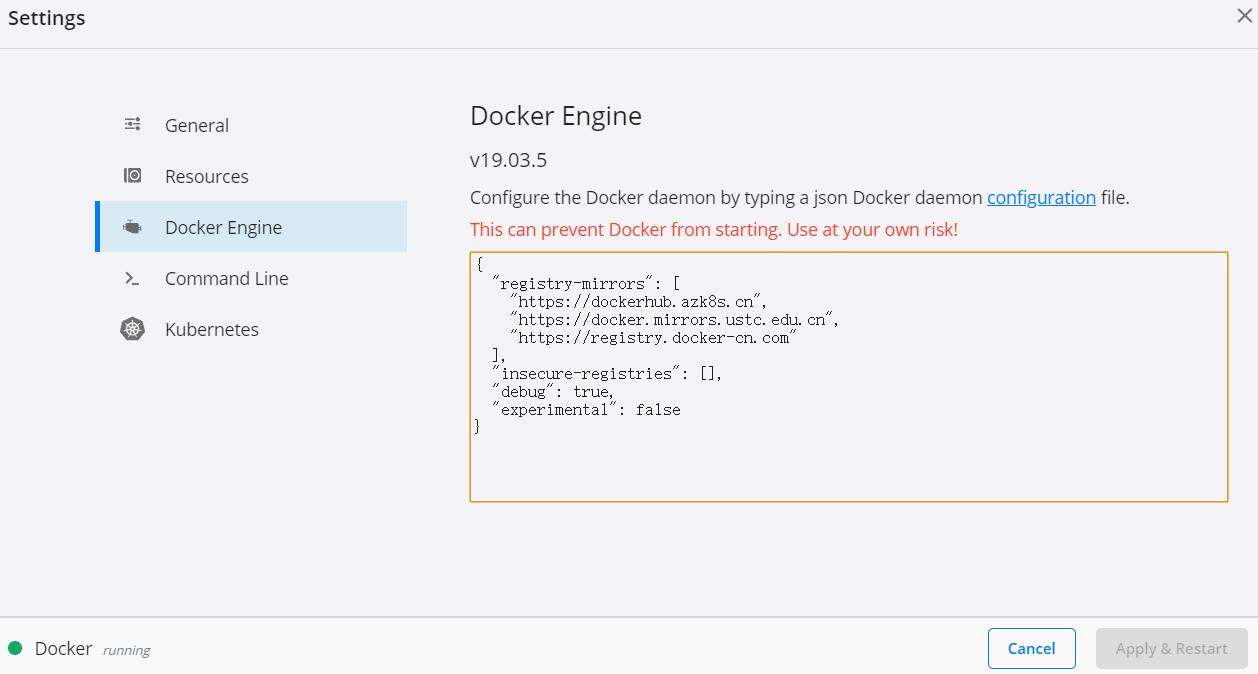 Settings
General
Resources
Docker Engine
Command Line
Kubernetes
Docker Engine
v19.03.5
Configure the Docker daemon by typing a json Docker daemon configuration file.
This can prevent Docker from starting. Use at your own risk!
{
  "registry-mirrors": [
    "https://dockerhub.azk8s.cn",
    "https://docker.mirrors.ustc.edu.cn",
    "https://registry.docker-cn.com"
  ],
  "insecure-registries": [],
  "debug": true,
  "experimental": false
}
Docker running
Cancel
Apply & Restart